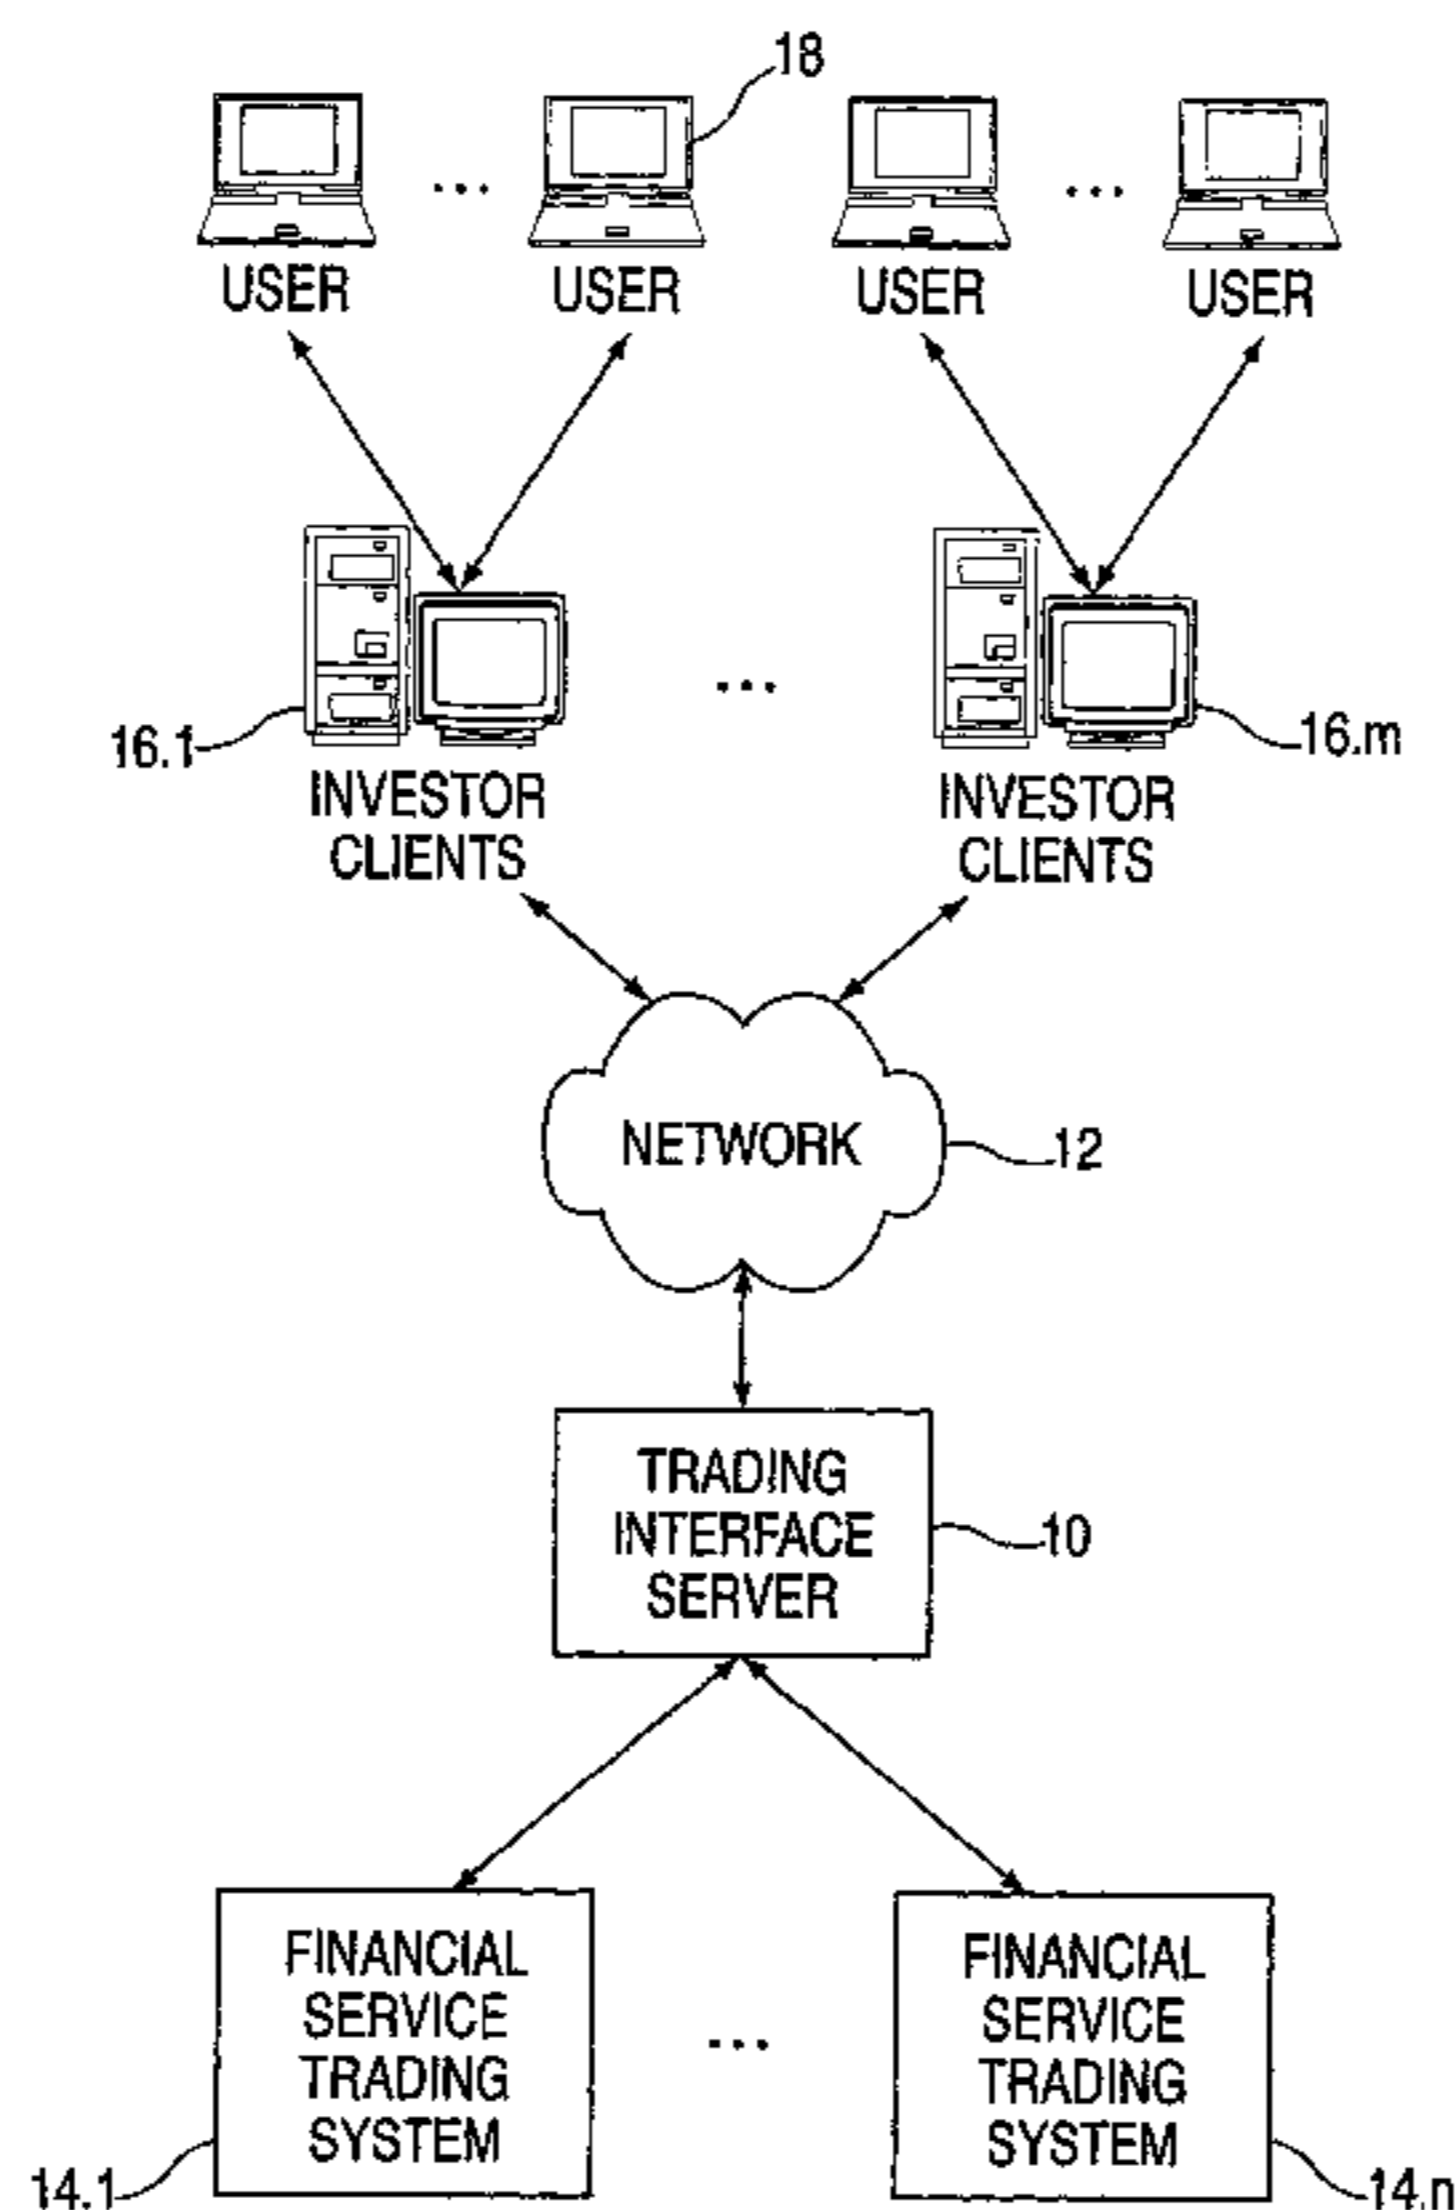 18
USER
USER
USER
USER
16.1
16.m
INVESTOR
CLIENTS
INVESTOR
CLIENTS
NETWORK
12
TRADING
INTERFACE
SERVER
10
FINANCIAL
SERVICE
TRADING
SYSTEM
FINANCIAL
SERVICE
TRADING
SYSTEM
14.1
14.n